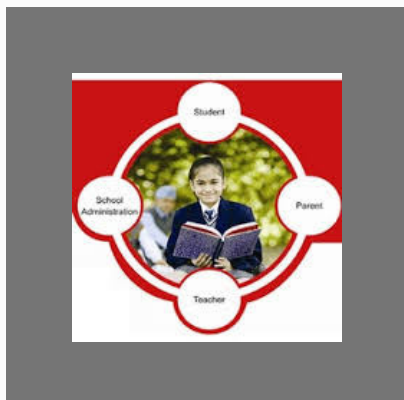 Student
School
Administration
Parent
Teacher